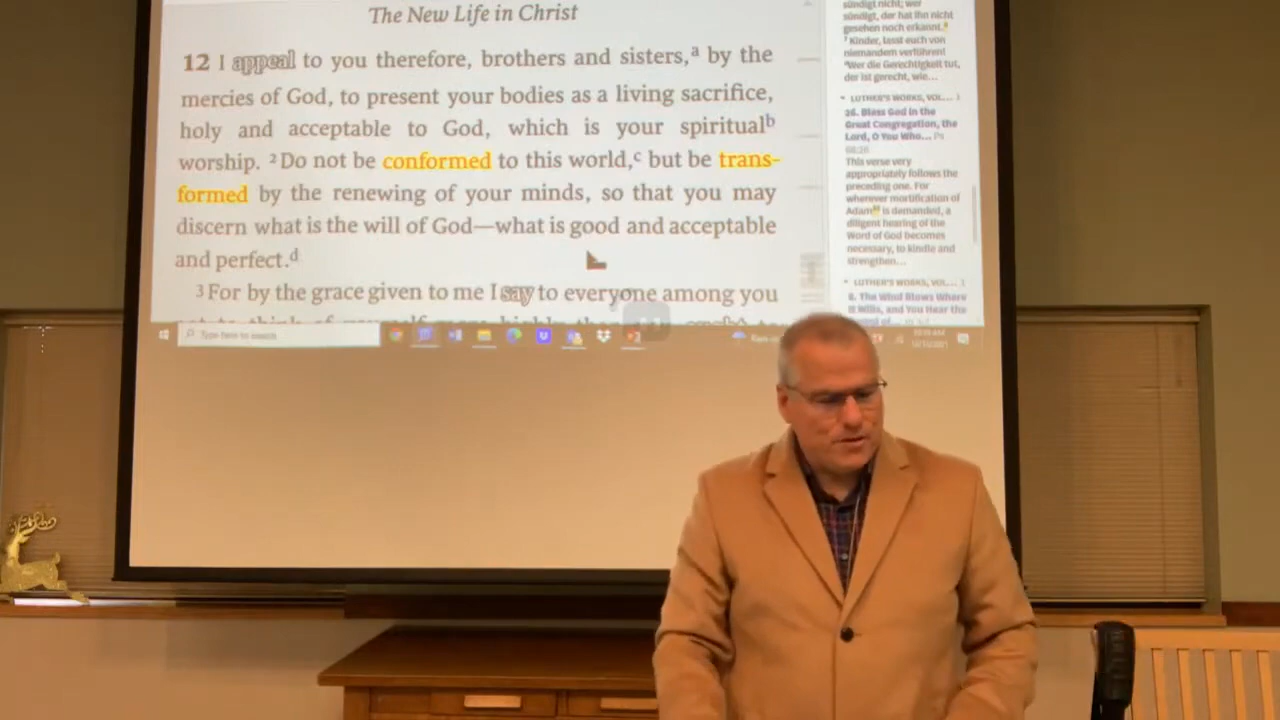 The New Life in Christ
12 I appeal to you therefore, brothers and sisters,a by the
mercies of God, to present your bodies as a living sacrifice,
holy and acceptable to God, which is your spiritualb
worship. 2 Do not be conformed to this world,c but be trans-
formed by the renewing of your minds, so that you may
discern what is the will of God—what is good and acceptable
and perfect.d
3 For by the grace given to me I say to everyone among you
sündigt nicht; wer
sündigt, der hat ihn nicht
gesehen noch erkannt.
7 Kinder, lasst euch von
niemandem verführen!
Wer die Gerechtigkeit tut,
der ist gerecht, wie…
LUTHER'S WORKS, VOL…
26. Bless God in the
Great Congregation, the
Lord, O You Who… Ps
68:26
This verse very
appropriately follows the
preceding one. For
wherever mortification of
Adam is demanded, a
diligent hearing of the
Word of God becomes
necessary, to kindle and
strengthen…
LUTHER'S WORKS, VOL…
8. The Wind Blows Where
It Wills, and You Hear the
Type here to search